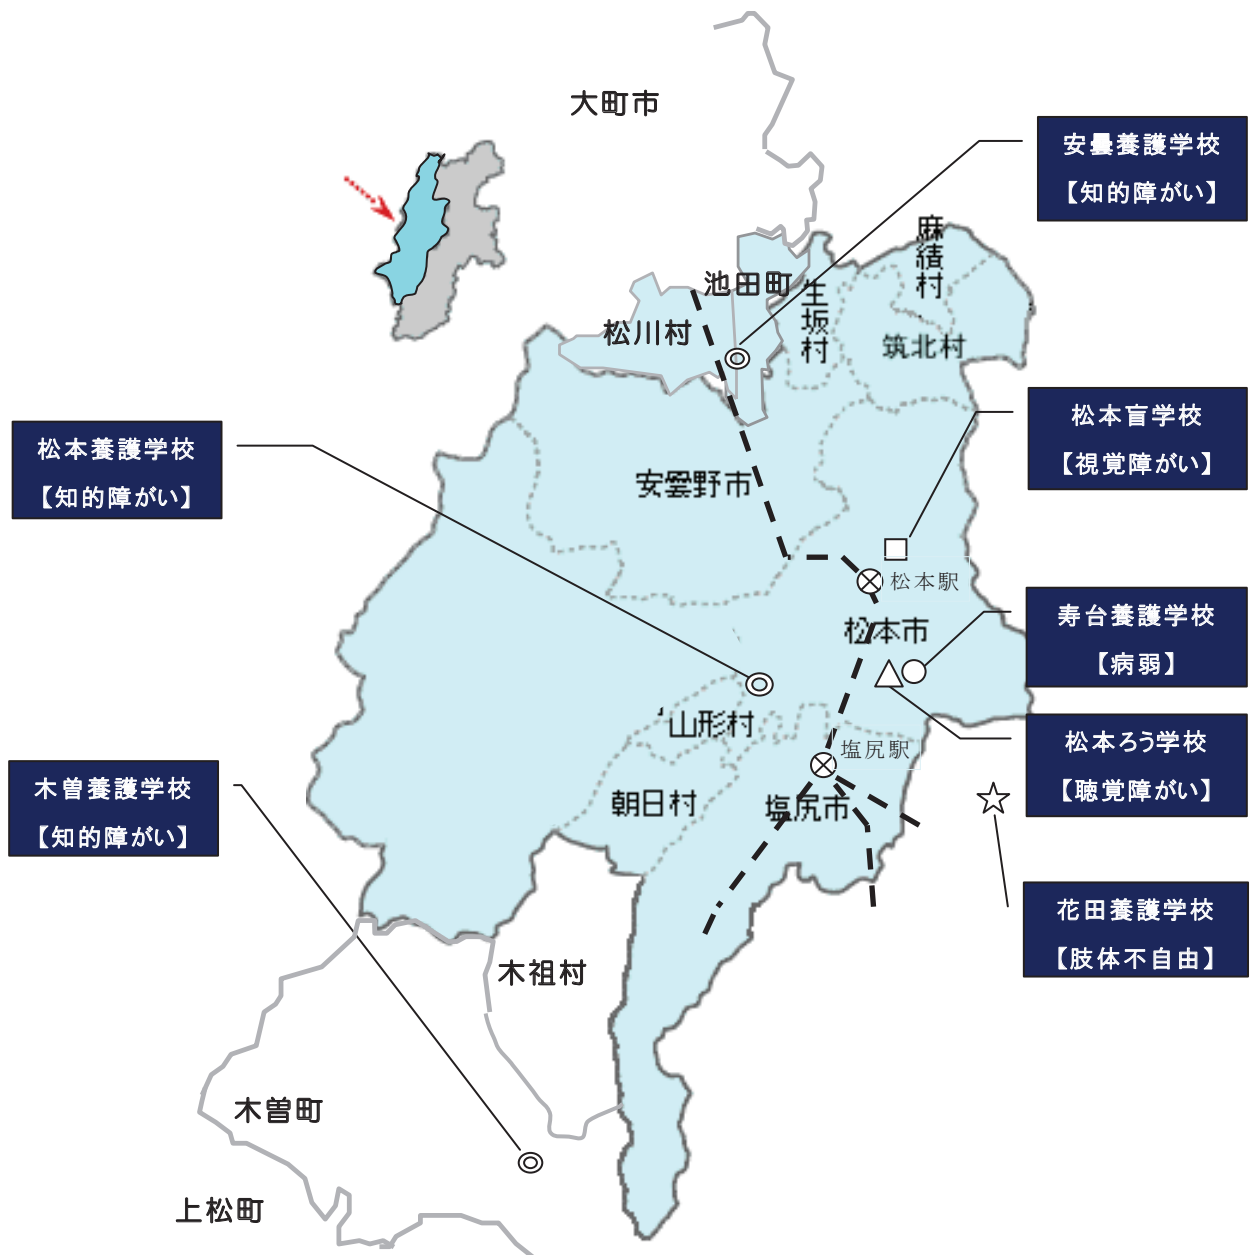 大町市
安曇養護学校
【知的障がい】
麻績村
池田町
生坂村
松川村
筑北村
松本盲学校
【視覚障がい】
松本養護学校
【知的障がい】
安曇野市
松本駅
寿台養護学校
【病弱】
松本市
山形村
塩尻駅
松本ろう学校
【聴覚障がい】
木曽養護学校
【知的障がい】
朝日村
塩尻市
花田養護学校
【肢体不自由】
木祖村
木曽町
上松町